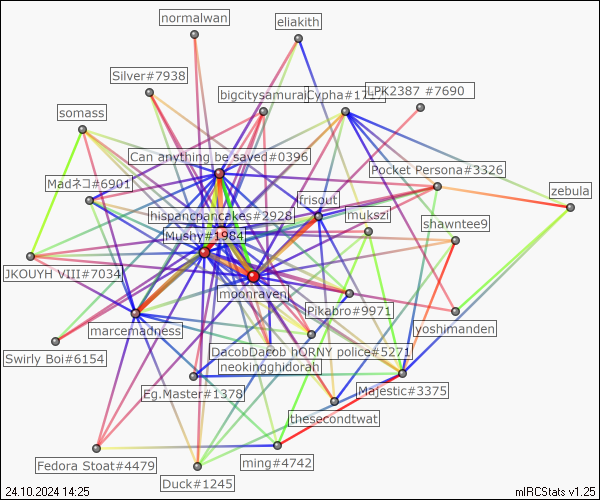 normalwan
eliakith
Silver#7938
bigcitysamurai
Cypha#1717
LPK2387 #7690
somass
Can anything be saved#0396
Pocket Persona#3326
Madネコ#6901
zebula
frisout
hispanicpancakes#2928
mukszi
shawntee9
Mushy#1984
JKOUYH VIII#7034
moonraven
Pikabro#9971
marcemadness
yoshimanden
Swirly Boi#6154
DacobDacob hORNY police#5271
neokingghidorah
Eg.Master#1378
Majestic#3375
thesecondtwat
Fedora Stoat#4479
ming#4742
Duck#1245
24.10.2024 14:25
mIRCStats v1.25